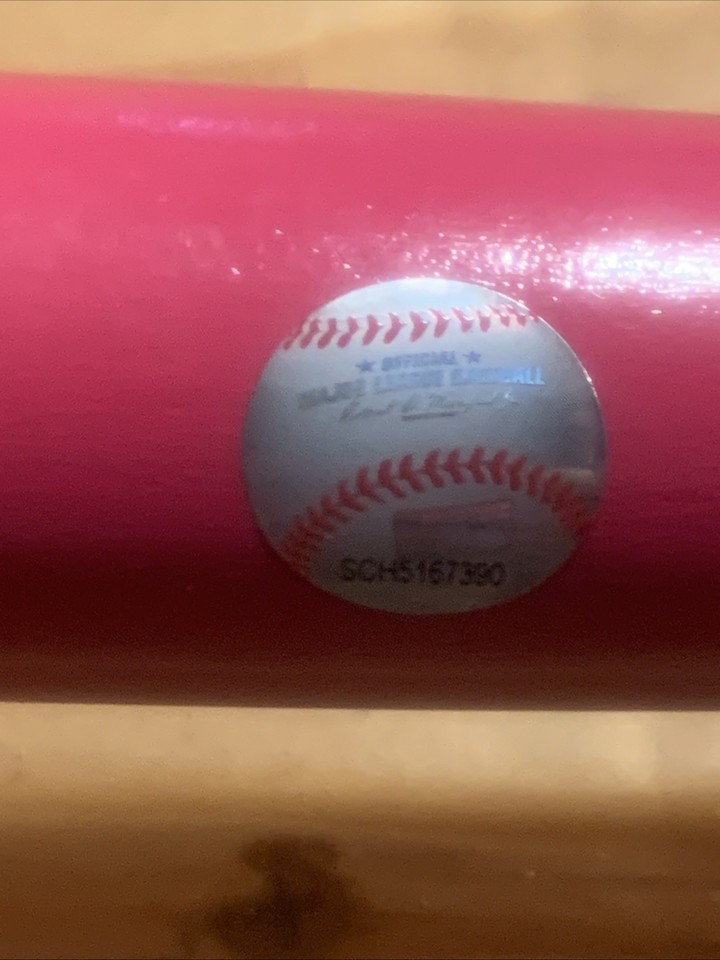 ★ OFFICIAL ★
MAJOR LEAGUE BASEBALL
SCH5167390